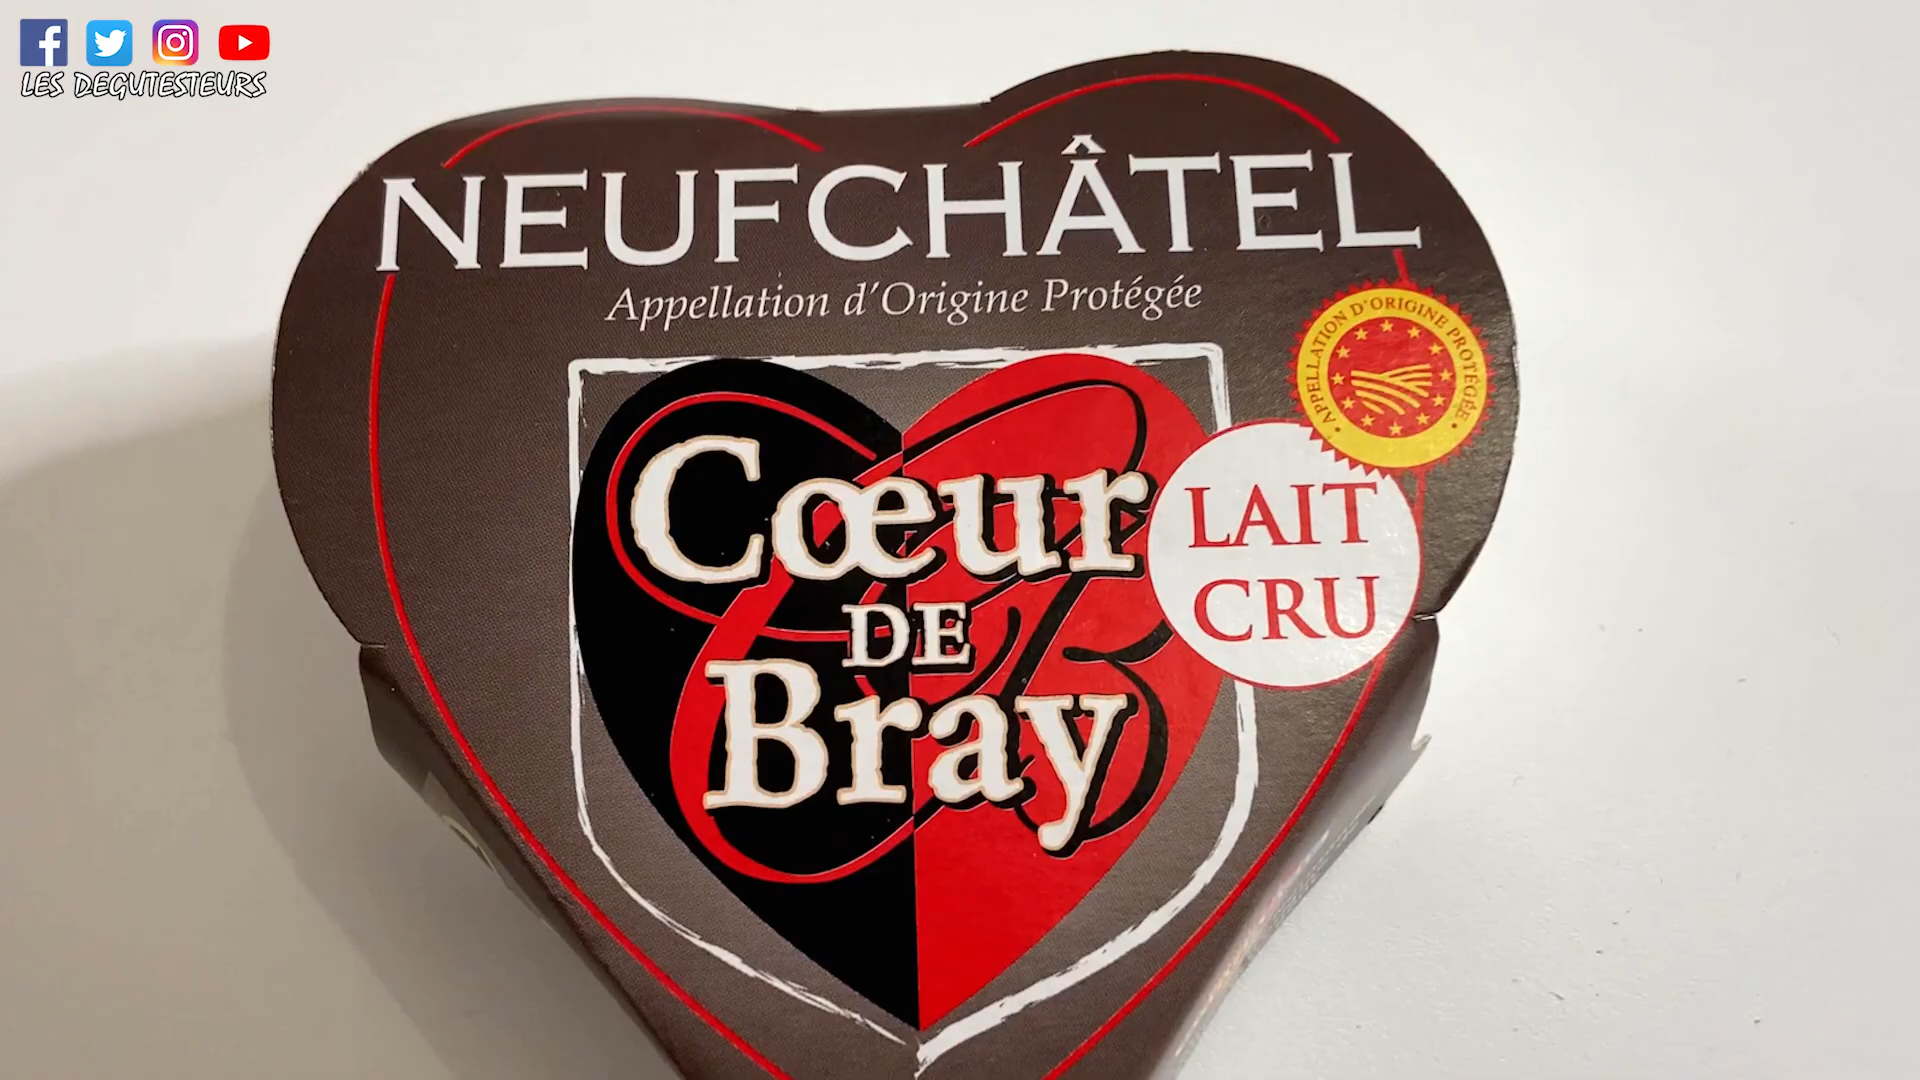 LES DEGUTESTEURS
NEUFCHÂTEL
Appellation d'Origine Protégée
APPELLATION D'ORIGINE PROTÉGÉE
Cœur
DE
Bray
LAIT
CRU